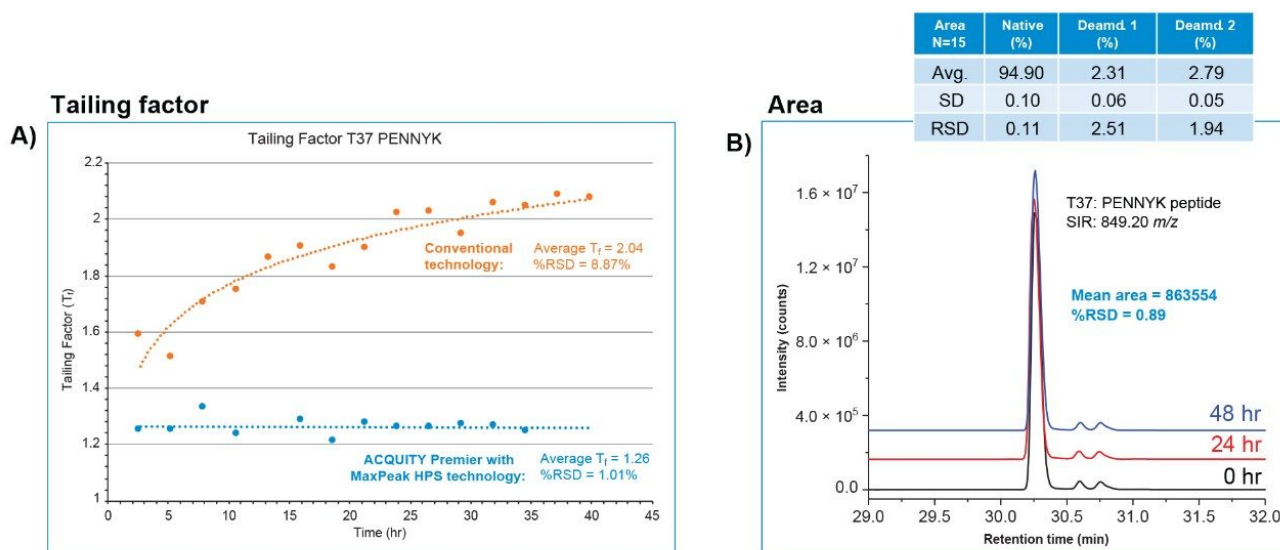 Tailing factor
A)
Tailing Factor T37 PENNYK
Tailing Factor (Tf)
2.2
2
1.8
1.6
1.4
1.2
1
Conventional technology:
Average Tf = 2.04
%RSD = 8.87%
ACQUITY Premier with
MaxPeak HPS technology:
Average Tf = 1.26
%RSD = 1.01%
0 5 10 15 20 25 30 35 40 45
Time (hr)
Area N=15 Native (%) Deamd. 1 (%) Deamd. 2 (%)
Avg. 94.90 2.31 2.79
SD 0.10 0.06 0.05
RSD 0.11 2.51 1.94
Area
B)
Intensity (counts)
1.6 × 10⁷
1.2 × 10⁷
8.0 × 10⁶
4.0 × 10⁵
0.0
T37: PENNYK peptide
SIR: 849.20 m/z
Mean area = 863554
%RSD = 0.89
48 hr
24 hr
0 hr
29.0 29.5 30.0 30.5 31.0 31.5 32.0
Retention time (min)